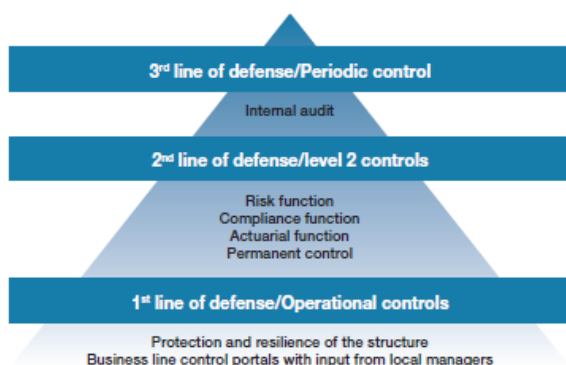 3rd line of defense/Periodic control
Internal audit
2nd line of defense/level 2 controls
Risk function
Compliance function
Actuarial function
Permanent control
1st line of defense/Operational controls
Protection and resilience of the structure
Business line control portals with input from local managers